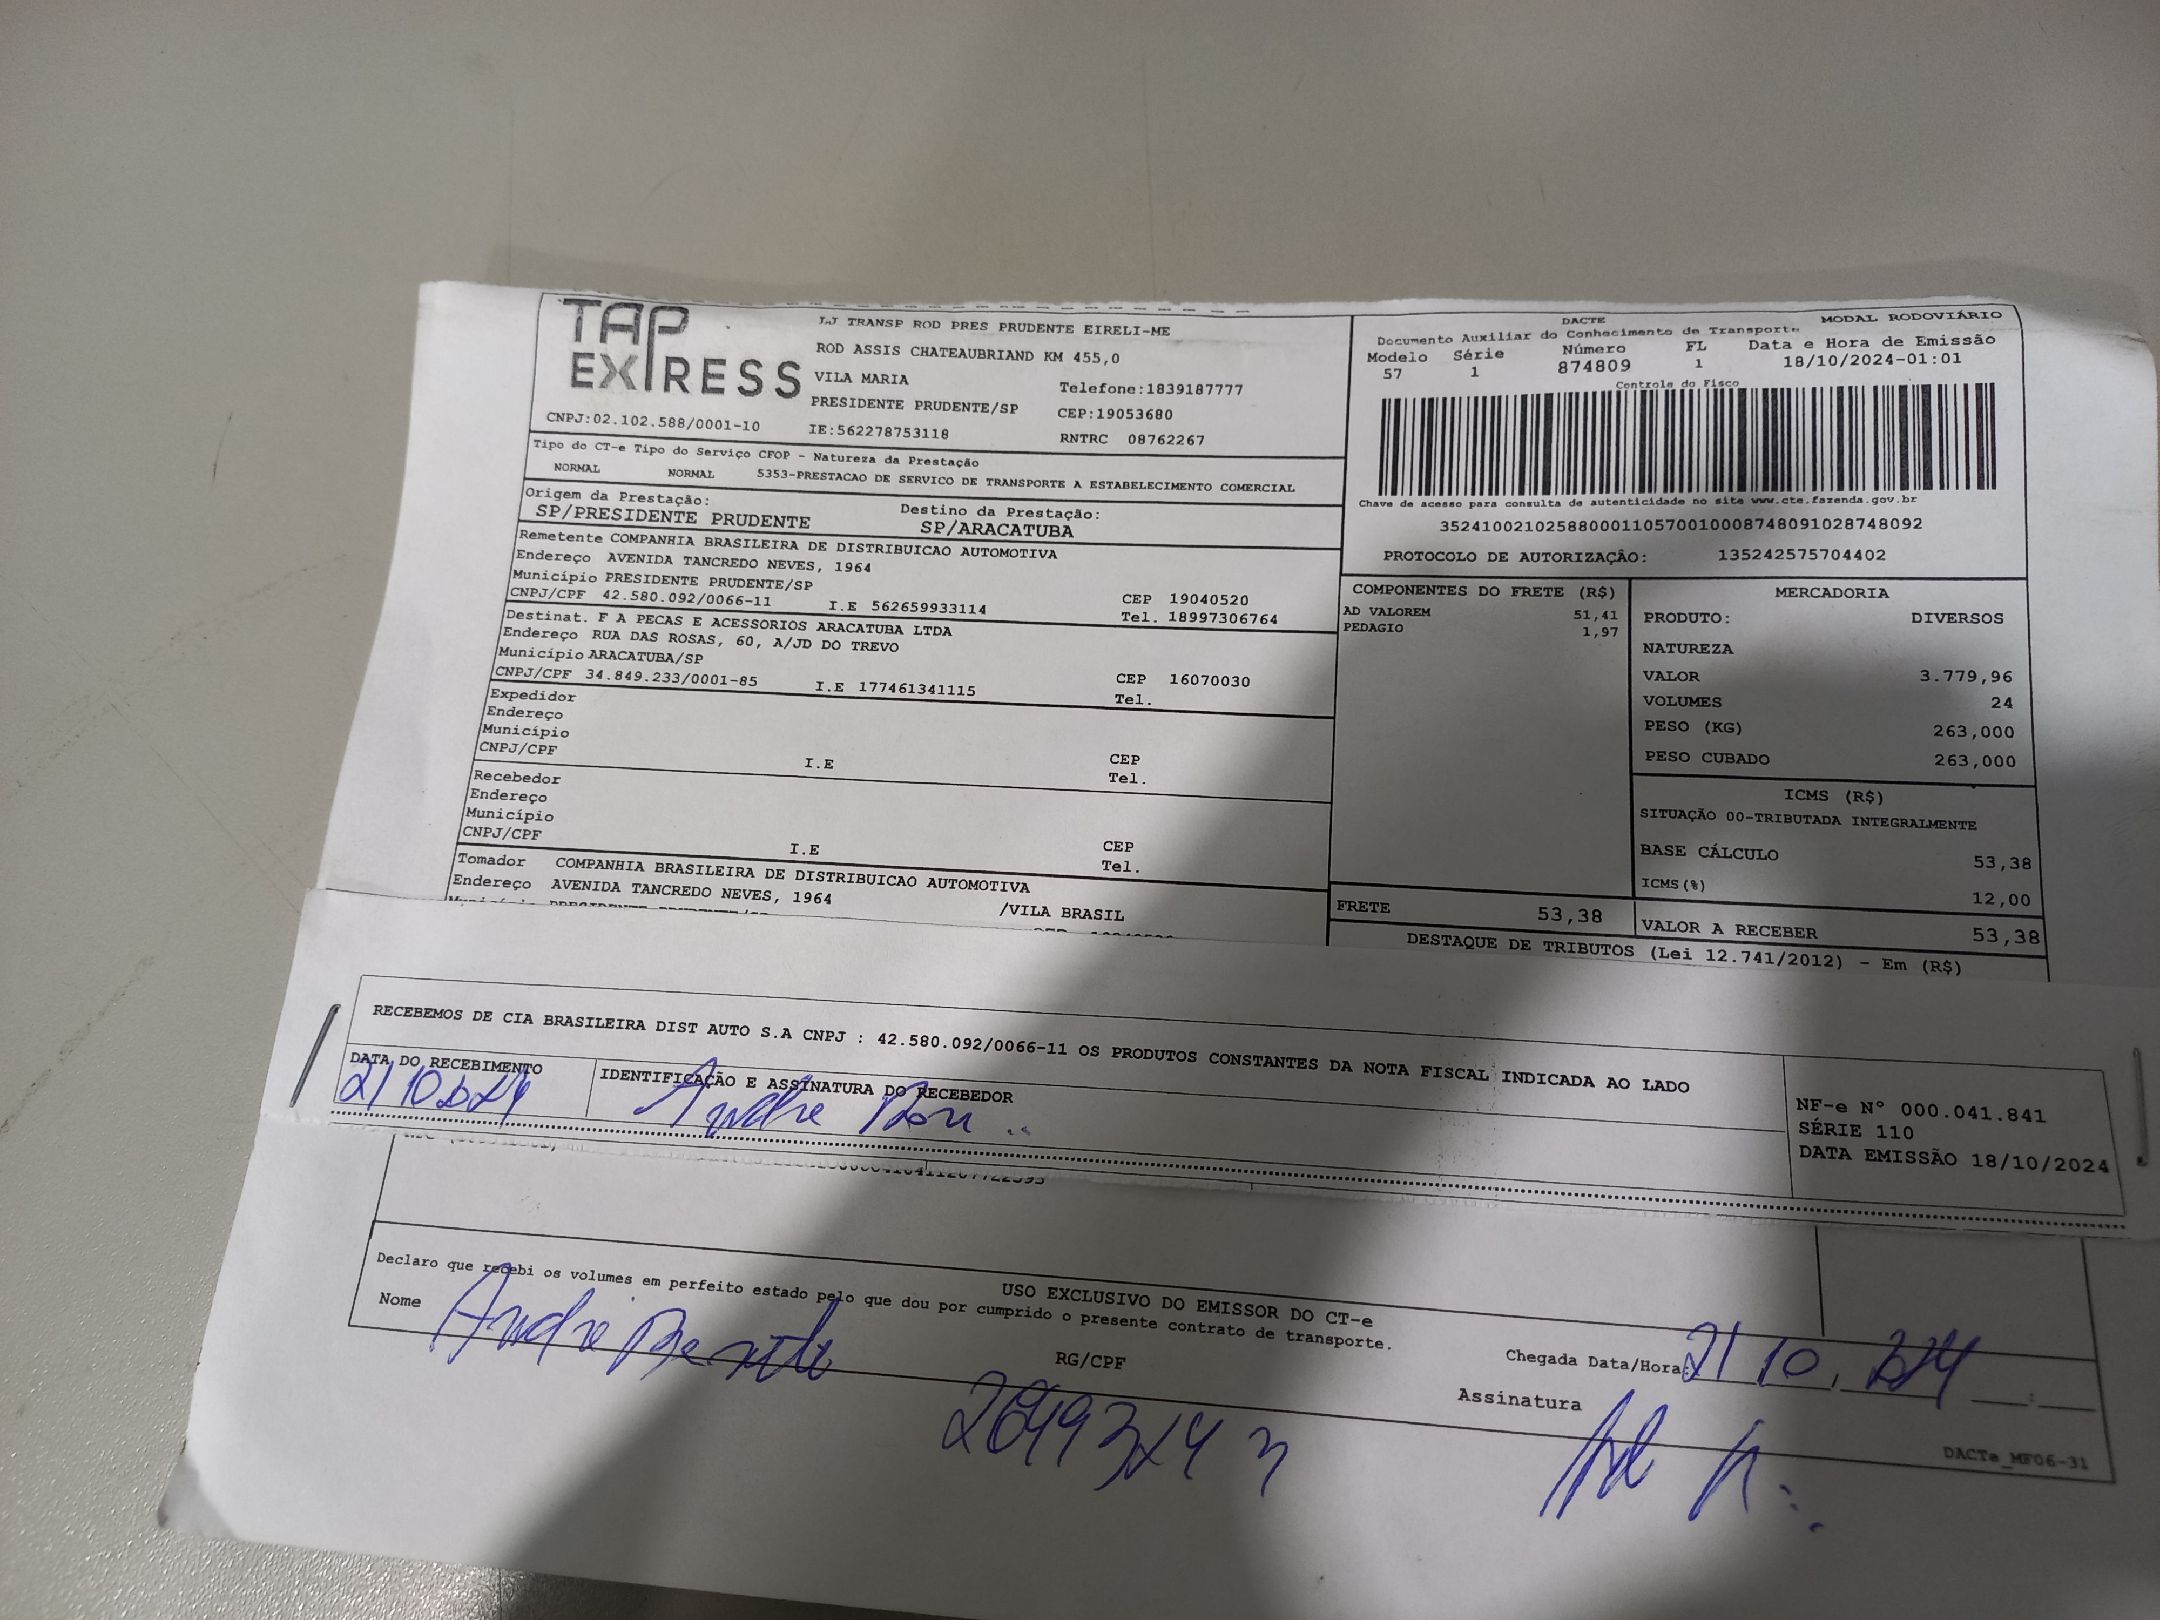 TAP
EXPRESS
LJ TRANSP ROD PRES PRUDENTE EIRELI-ME
ROD ASSIS CHATEAUBRIAND KM 455,0
VILA MARIA
Telefone:1839187777
PRESIDENTE PRUDENTE/SP
CEP:19053680
CNPJ:02.102.588/0001-10
IE:562278753118
RNTRC 08762267
DACTE
MODAL RODOVIÁRIO
Documento Auxiliar do Conhecimento de Transporte
Modelo Série Número FL Data e Hora de Emissão
57 1 874809 1 18/10/2024-01:01
Controle do Fisco
Chave de acesso para consulta de autenticidade no site www.cte.fazenda.gov.br
35241002102588000110570010008748091028748092
PROTOCOLO DE AUTORIZAÇÃO: 135242575704402
Tipo do CT-e Tipo do Serviço CFOP - Natureza da Prestação
NORMAL NORMAL 5353-PRESTACAO DE SERVICO DE TRANSPORTE A ESTABELECIMENTO COMERCIAL
Origem da Prestação: Destino da Prestação:
SP/PRESIDENTE PRUDENTE SP/ARACATUBA
Remetente COMPANHIA BRASILEIRA DE DISTRIBUICAO AUTOMOTIVA
Endereço AVENIDA TANCREDO NEVES, 1964
Município PRESIDENTE PRUDENTE/SP CEP 19040520
CNPJ/CPF 42.580.092/0066-11 I.E 562659933114 Tel. 18997306764
Destinat. F A PECAS E ACESSORIOS ARACATUBA LTDA
Endereço RUA DAS ROSAS, 60, A/JD DO TREVO
Município ARACATUBA/SP CEP 16070030
CNPJ/CPF 34.849.233/0001-85 I.E 177461341115 Tel.
Expedidor
Endereço
Município CEP
CNPJ/CPF I.E Tel.
Recebedor
Endereço
Município CEP
CNPJ/CPF I.E Tel.
Tomador COMPANHIA BRASILEIRA DE DISTRIBUICAO AUTOMOTIVA
Endereço AVENIDA TANCREDO NEVES, 1964 /VILA BRASIL
COMPONENTES DO FRETE (R$)
AD VALOREM 51,41
PEDAGIO 1,97
MERCADORIA
PRODUTO: DIVERSOS
NATUREZA
VALOR 3.779,96
VOLUMES 24
PESO (KG) 263,000
PESO CUBADO 263,000
ICMS (R$)
SITUAÇÃO 00-TRIBUTADA INTEGRALMENTE
BASE CÁLCULO 53,38
ICMS(%) 12,00
FRETE 53,38
VALOR A RECEBER 53,38
DESTAQUE DE TRIBUTOS (Lei 12.741/2012) - Em (R$)
RECEBEMOS DE CIA BRASILEIRA DIST AUTO S.A CNPJ : 42.580.092/0066-11 OS PRODUTOS CONSTANTES DA NOTA FISCAL INDICADA AO LADO
DATA DO RECEBIMENTO
IDENTIFICAÇÃO E ASSINATURA DO RECEBEDOR
21 10 2024
Andre
NF-e Nº 000.041.841
SÉRIE 110
DATA EMISSÃO 18/10/2024
USO EXCLUSIVO DO EMISSOR DO CT-e
Declaro que recebi os volumes em perfeito estado pelo que dou por cumprido o presente contrato de transporte.
Nome Andre
RG/CPF
Chegada Data/Hora: 21 10 2024 :
Assinatura
DACTe_MF06-31